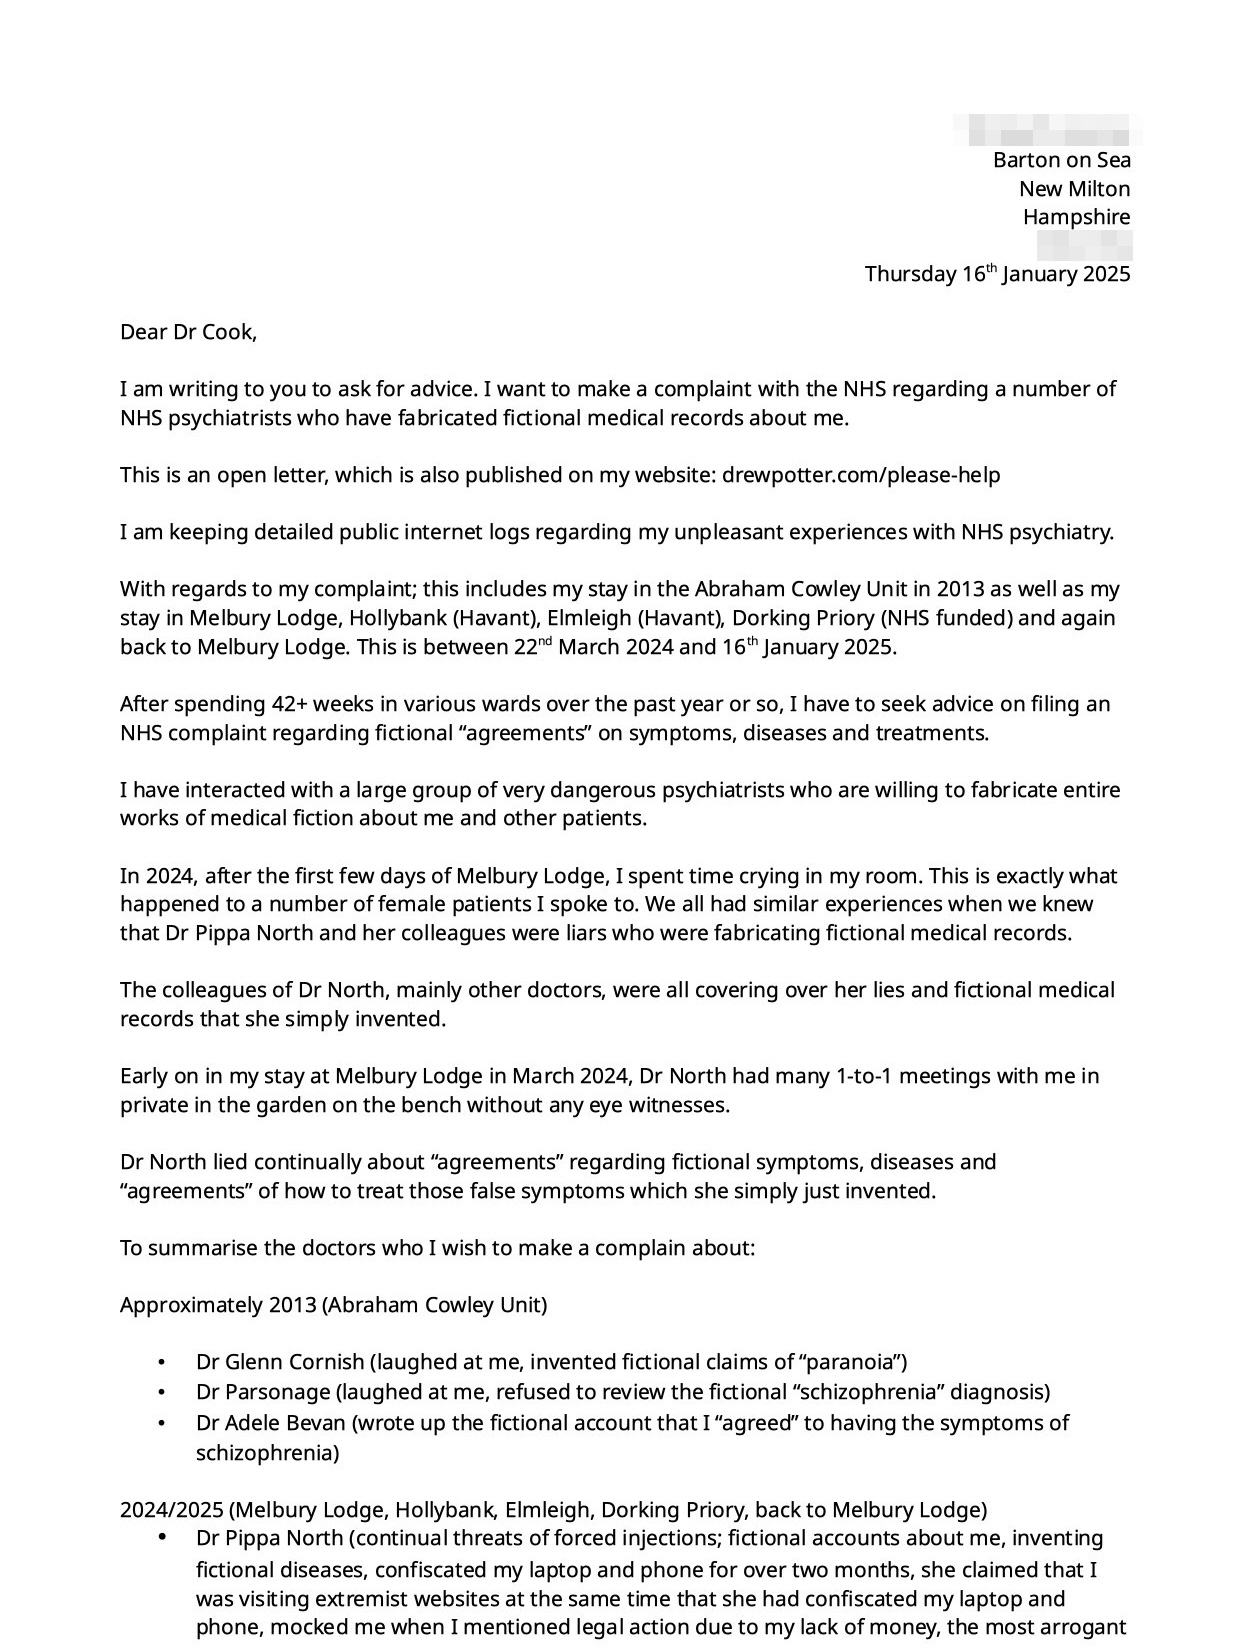 Barton on Sea
New Milton
Hampshire
Thursday 16th January 2025
Dear Dr Cook,
I am writing to you to ask for advice. I want to make a complaint with the NHS regarding a number of
NHS psychiatrists who have fabricated fictional medical records about me.
This is an open letter, which is also published on my website: drewpotter.com/please-help
I am keeping detailed public internet logs regarding my unpleasant experiences with NHS psychiatry.
With regards to my complaint; this includes my stay in the Abraham Cowley Unit in 2013 as well as my
stay in Melbury Lodge, Hollybank (Havant), Elmleigh (Havant), Dorking Priory (NHS funded) and again
back to Melbury Lodge. This is between 22nd March 2024 and 16th January 2025.
After spending 42+ weeks in various wards over the past year or so, I have to seek advice on filing an
NHS complaint regarding fictional “agreements” on symptoms, diseases and treatments.
I have interacted with a large group of very dangerous psychiatrists who are willing to fabricate entire
works of medical fiction about me and other patients.
In 2024, after the first few days of Melbury Lodge, I spent time crying in my room. This is exactly what
happened to a number of female patients I spoke to. We all had similar experiences when we knew
that Dr Pippa North and her colleagues were liars who were fabricating fictional medical records.
The colleagues of Dr North, mainly other doctors, were all covering over her lies and fictional medical
records that she simply invented.
Early on in my stay at Melbury Lodge in March 2024, Dr North had many 1-to-1 meetings with me in
private in the garden on the bench without any eye witnesses.
Dr North lied continually about “agreements” regarding fictional symptoms, diseases and
“agreements” of how to treat those false symptoms which she simply just invented.
To summarise the doctors who I wish to make a complain about:
Approximately 2013 (Abraham Cowley Unit)
• Dr Glenn Cornish (laughed at me, invented fictional claims of “paranoia”)
• Dr Parsonage (laughed at me, refused to review the fictional “schizophrenia” diagnosis)
• Dr Adele Bevan (wrote up the fictional account that I “agreed” to having the symptoms of
schizophrenia)
2024/2025 (Melbury Lodge, Hollybank, Elmleigh, Dorking Priory, back to Melbury Lodge)
• Dr Pippa North (continual threats of forced injections; fictional accounts about me, inventing
fictional diseases, confiscated my laptop and phone for over two months, she claimed that I
was visiting extremist websites at the same time that she had confiscated my laptop and
phone, mocked me when I mentioned legal action due to my lack of money, the most arrogant